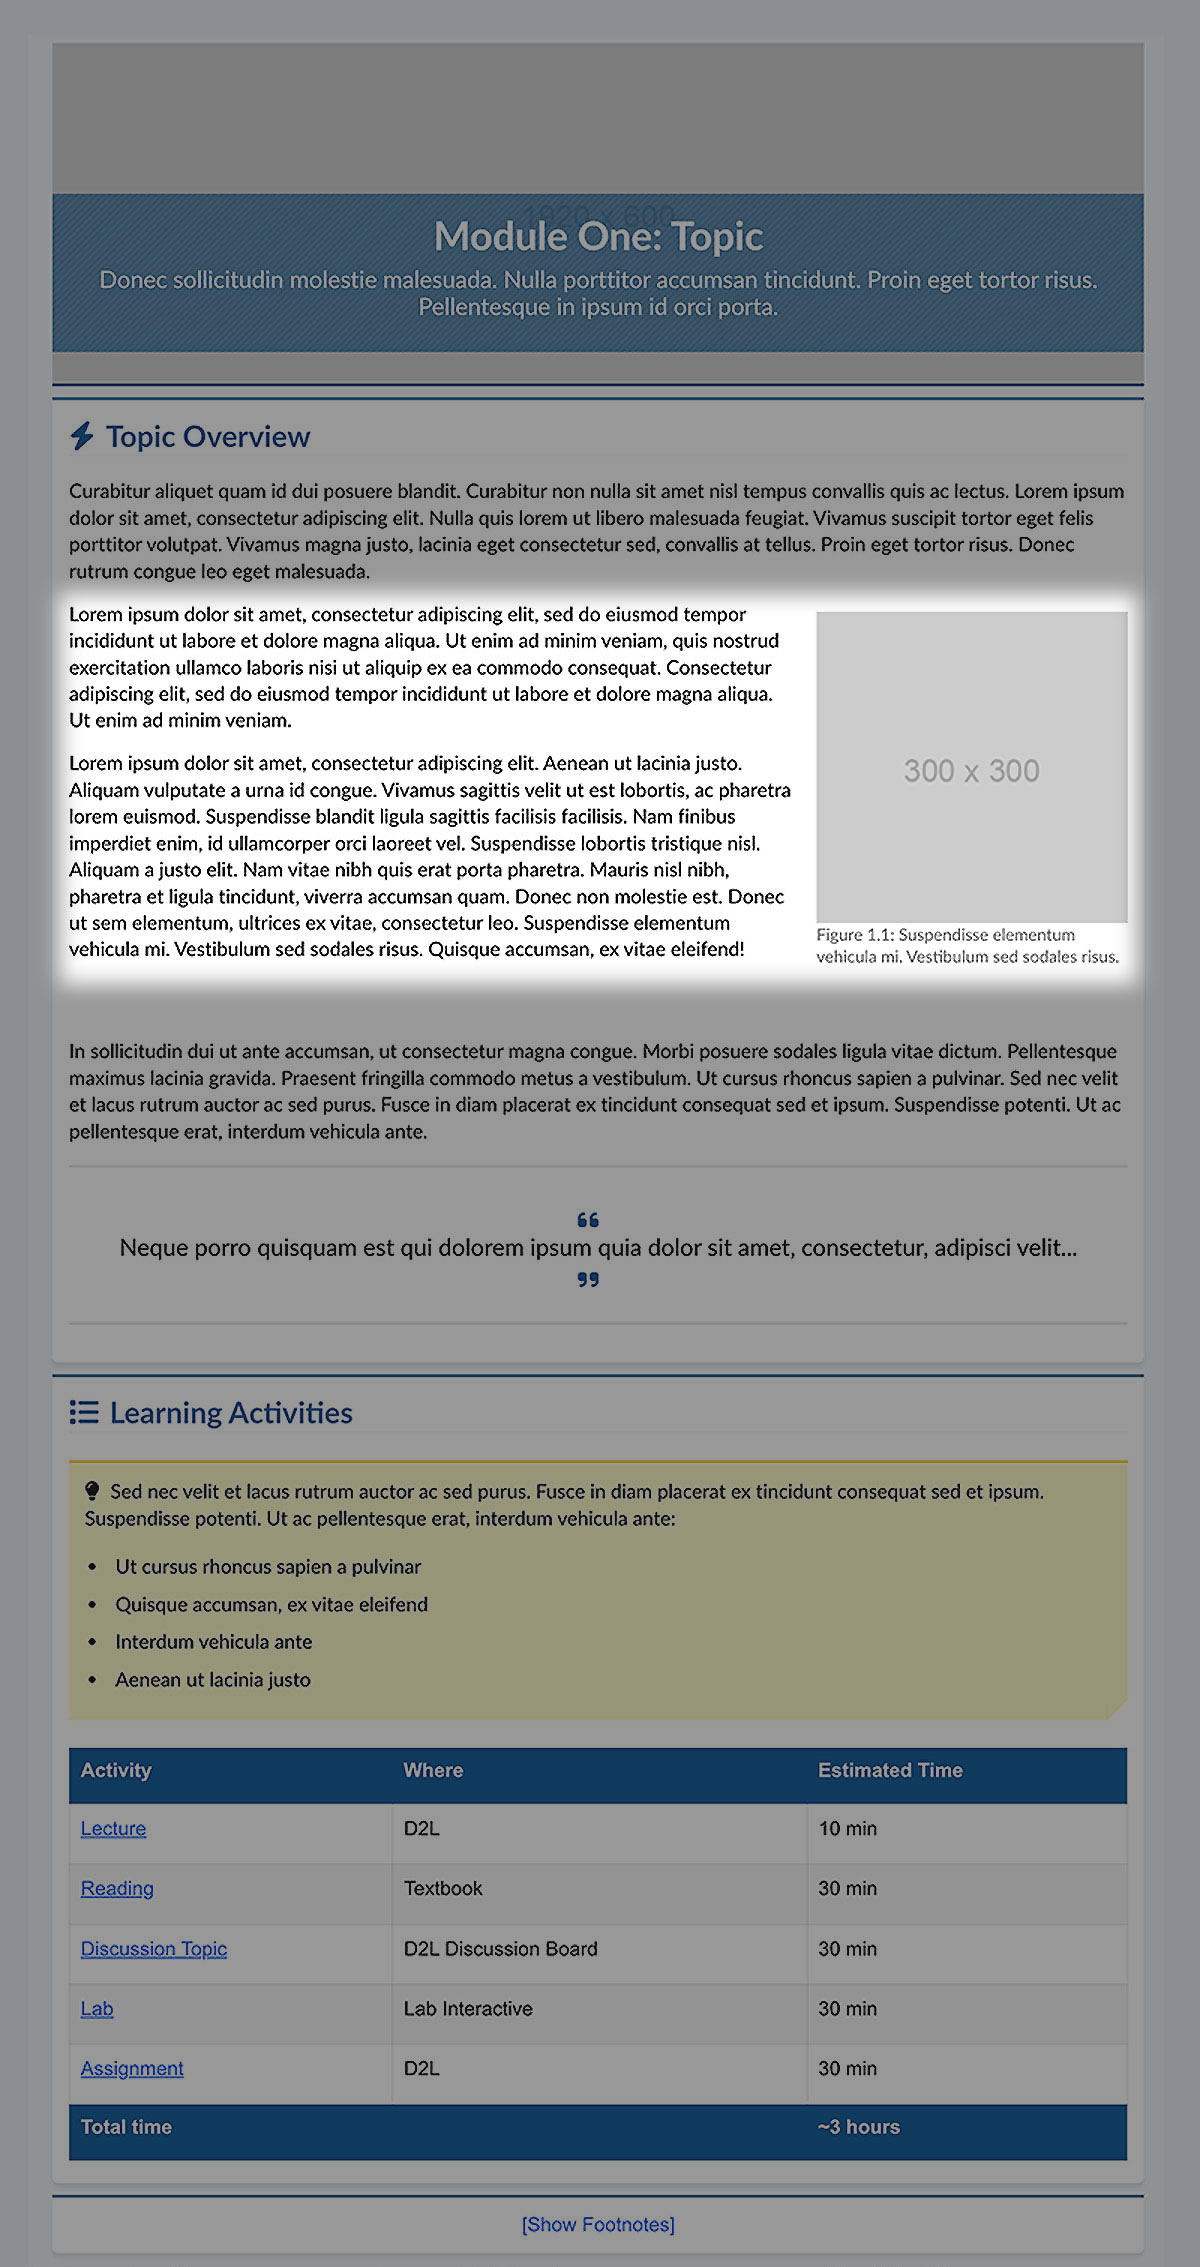 1920 x 600
Module One: Topic
Donec sollicitudin molestie malesuada. Nulla porttitor accumsan tincidunt. Proin eget tortor risus.
Pellentesque in ipsum id orci porta.
Topic Overview
Curabitur aliquet quam id dui posuere blandit. Curabitur non nulla sit amet nisl tempus convallis quis ac lectus. Lorem ipsum
dolor sit amet, consectetur adipiscing elit. Nulla quis lorem ut libero malesuada feugiat. Vivamus suscipit tortor eget felis
porttitor volutpat. Vivamus magna justo, lacinia eget consectetur sed, convallis at tellus. Proin eget tortor risus. Donec
rutrum congue leo eget malesuada.
Lorem ipsum dolor sit amet, consectetur adipiscing elit, sed do eiusmod tempor
incididunt ut labore et dolore magna aliqua. Ut enim ad minim veniam, quis nostrud
exercitation ullamco laboris nisi ut aliquip ex ea commodo consequat. Consectetur
adipiscing elit, sed do eiusmod tempor incididunt ut labore et dolore magna aliqua.
Ut enim ad minim veniam.
Lorem ipsum dolor sit amet, consectetur adipiscing elit. Aenean ut lacinia justo.
Aliquam vulputate a urna id congue. Vivamus sagittis velit ut est lobortis, ac pharetra
lorem euismod. Suspendisse blandit ligula sagittis facilisis facilisis. Nam finibus
imperdiet enim, id ullamcorper orci laoreet vel. Suspendisse lobortis tristique nisl.
Aliquam a justo elit. Nam vitae nibh quis erat porta pharetra. Mauris nisl nibh,
pharetra et ligula tincidunt, viverra accumsan quam. Donec non molestie est. Donec
ut sem elementum, ultrices ex vitae, consectetur leo. Suspendisse elementum
vehicula mi. Vestibulum sed sodales risus. Quisque accumsan, ex vitae eleifend!
300 x 300
Figure 1.1: Suspendisse elementum
vehicula mi. Vestibulum sed sodales risus.
In sollicitudin dui ut ante accumsan, ut consectetur magna congue. Morbi posuere sodales ligula vitae dictum. Pellentesque
maximus lacinia gravida. Praesent fringilla commodo metus a vestibulum. Ut cursus rhoncus sapien a pulvinar. Sed nec velit
et lacus rutrum auctor ac sed purus. Fusce in diam placerat ex tincidunt consequat sed et ipsum. Suspendisse potenti. Ut ac
pellentesque erat, interdum vehicula ante.
“
Neque porro quisquam est qui dolorem ipsum quia dolor sit amet, consectetur, adipisci velit...
”
Learning Activities
Sed nec velit et lacus rutrum auctor ac sed purus. Fusce in diam placerat ex tincidunt consequat sed et ipsum.
Suspendisse potenti. Ut ac pellentesque erat, interdum vehicula ante:
• Ut cursus rhoncus sapien a pulvinar
• Quisque accumsan, ex vitae eleifend
• Interdum vehicula ante
• Aenean ut lacinia justo
Activity Where Estimated Time
Lecture D2L 10 min
Reading Textbook 30 min
Discussion Topic D2L Discussion Board 30 min
Lab Lab Interactive 30 min
Assignment D2L 30 min
Total time ~3 hours
[Show Footnotes]